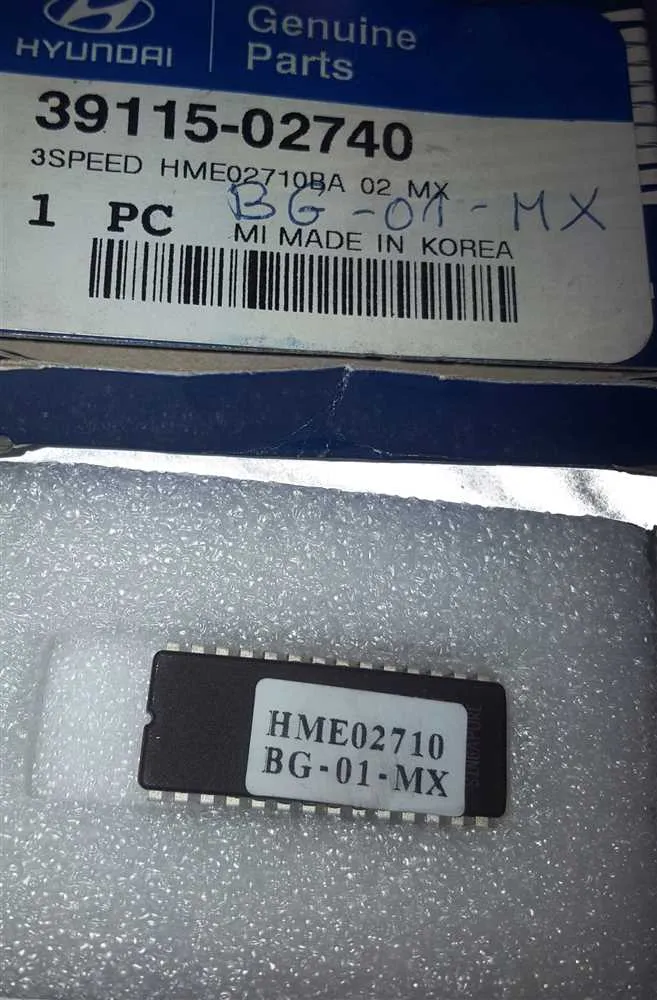 HYUNDAI
Genuine
Parts
39115-02740
3SPEED HME02710BA 02 MX
1 PC BG-01-MX
MI MADE IN KOREA
HME02710
BG-01-MX
SINGAPORE